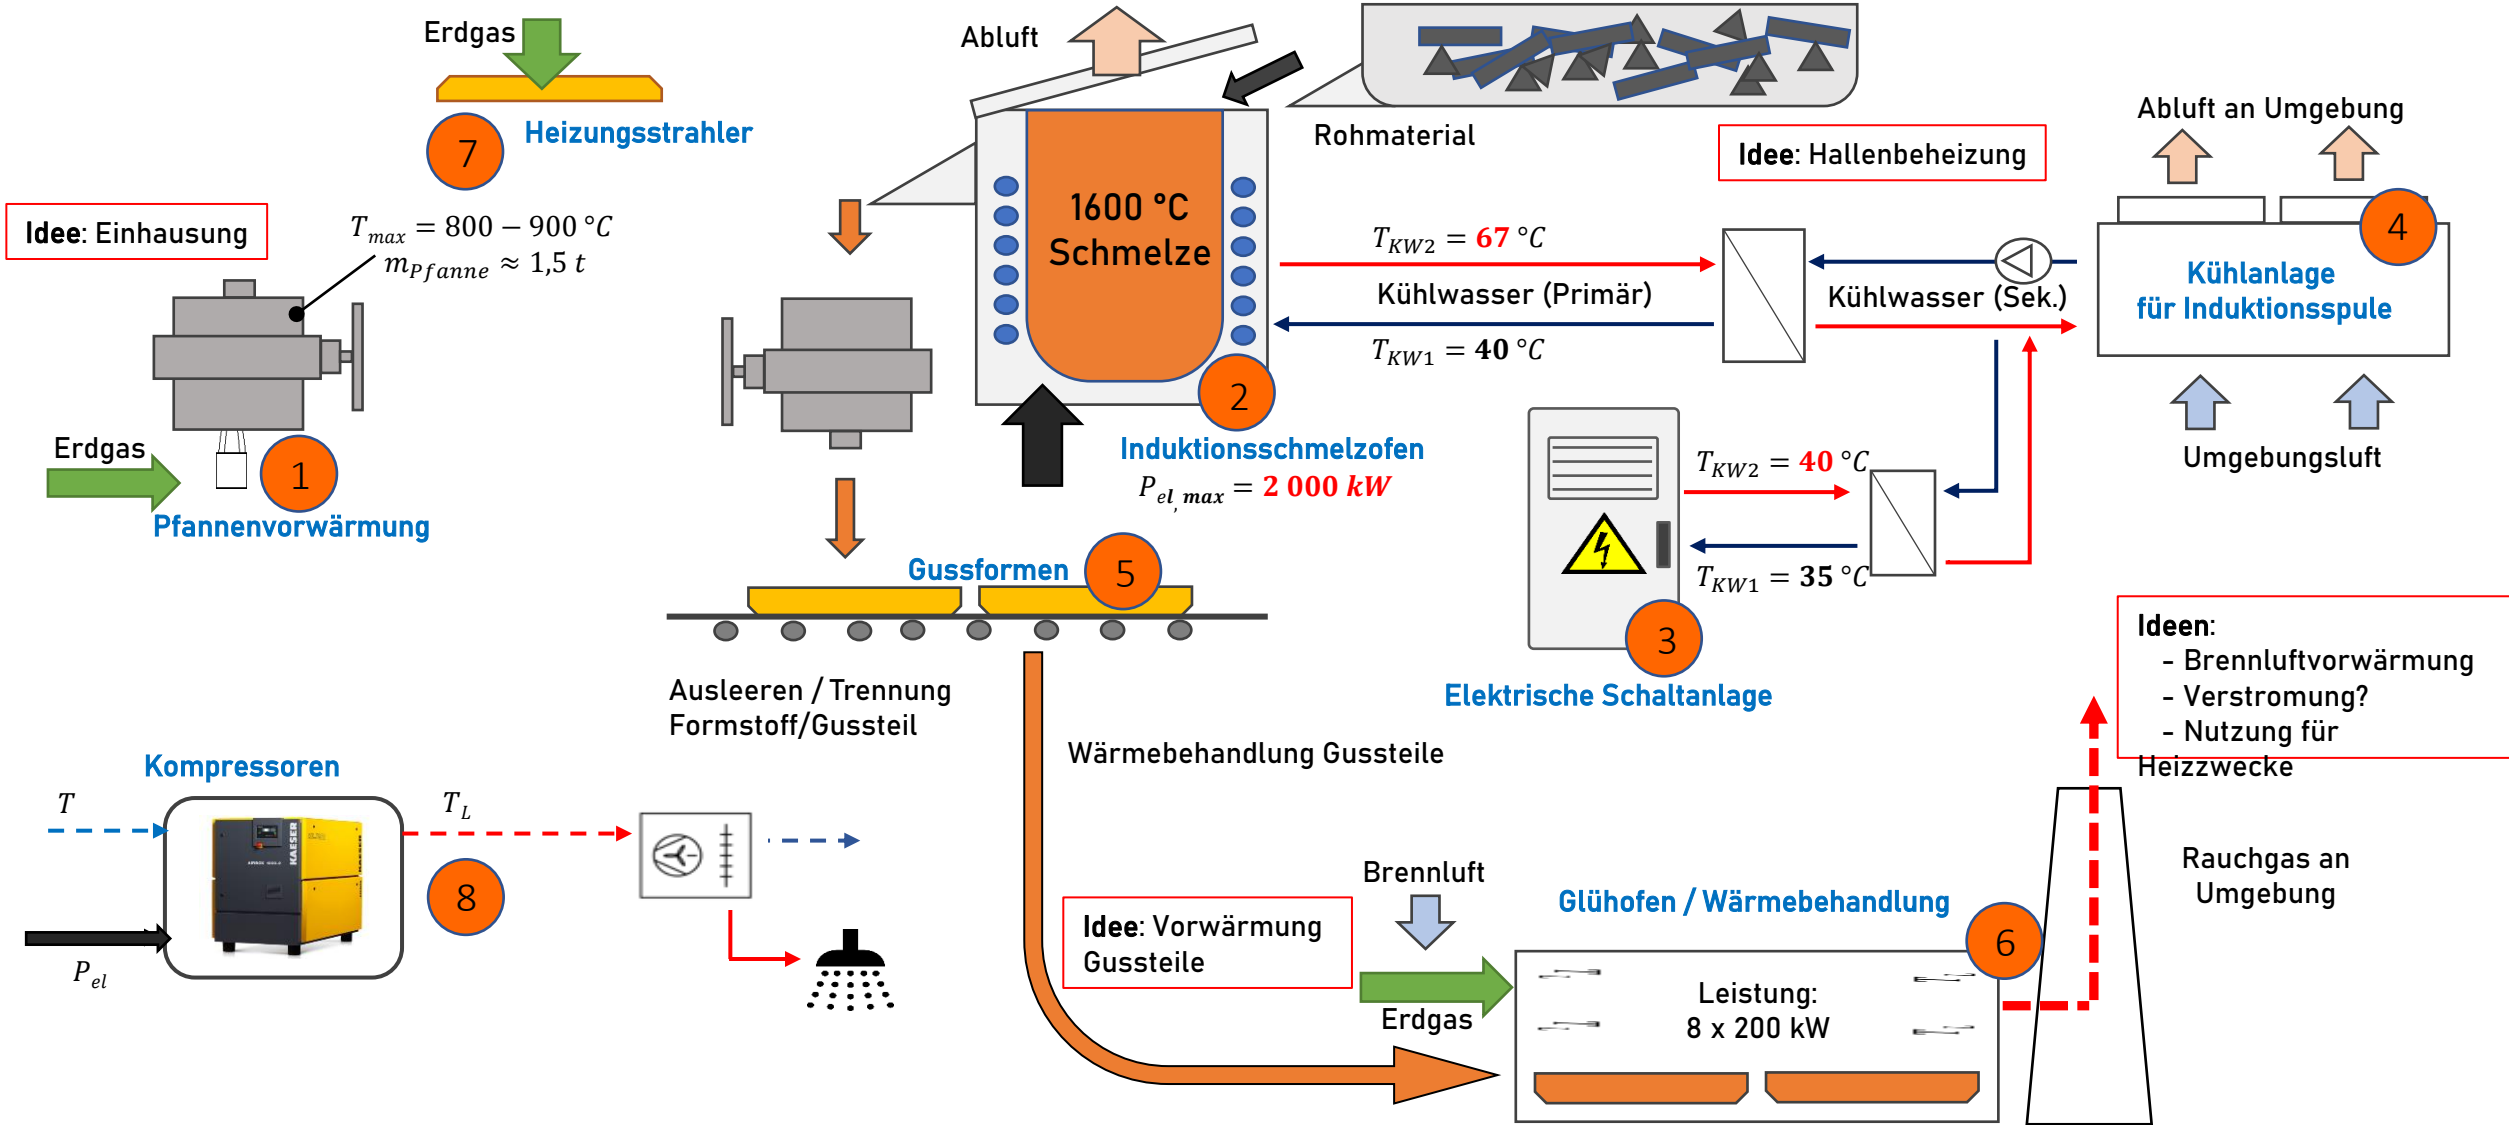 Erdgas
7
Heizungsstrahler
Idee: Einhausung
T_max = 800 – 900 °C
m_Pfanne ≈ 1,5 t
Erdgas
1
Pfannenvorwärmung
Abluft
Rohmaterial
1600 °C
Schmelze
2
Induktionsschmelzofen
P_el, max = 2 000 kW
Idee: Hallenbeheizung
T_KW2 = 67 °C
Kühlwasser (Primär)
T_KW1 = 40 °C
Kühlwasser (Sek.)
Abluft an Umgebung
4
Kühlanlage
für Induktionsspule
Umgebungsluft
T_KW2 = 40 °C
T_KW1 = 35 °C
3
Elektrische Schaltanlage
Gussformen
5
Ausleeren / Trennung
Formstoff/Gussteil
Wärmebehandlung Gussteile
Kompressoren
T
T_L
KAESER
8
P_el
Ideen:
- Brennluftvorwärmung
- Verstromung?
- Nutzung für
Heizzwecke
Rauchgas an
Umgebung
Idee: Vorwärmung
Gussteile
Brennluft
Erdgas
Glühofen / Wärmebehandlung
6
Leistung:
8 x 200 kW